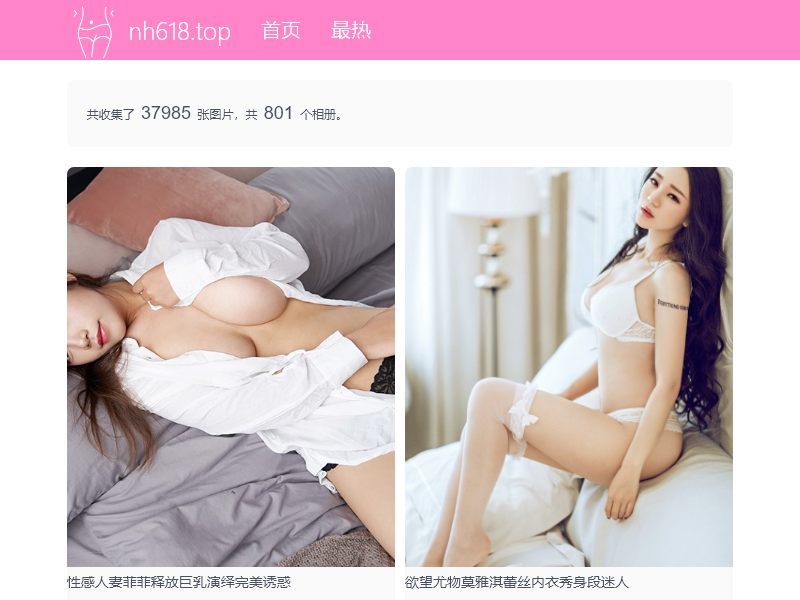 nh618.top 首页 最热
共收集了 37985 张图片，共 801 个相册。
性感人妻菲菲释放巨乳演绎完美诱惑
欲望尤物莫雅淇蕾丝内衣秀身段迷人